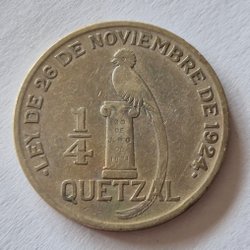 ·LEY DE 26 DE NOVIEMBRE DE 1924·
1/4
QUETZAL